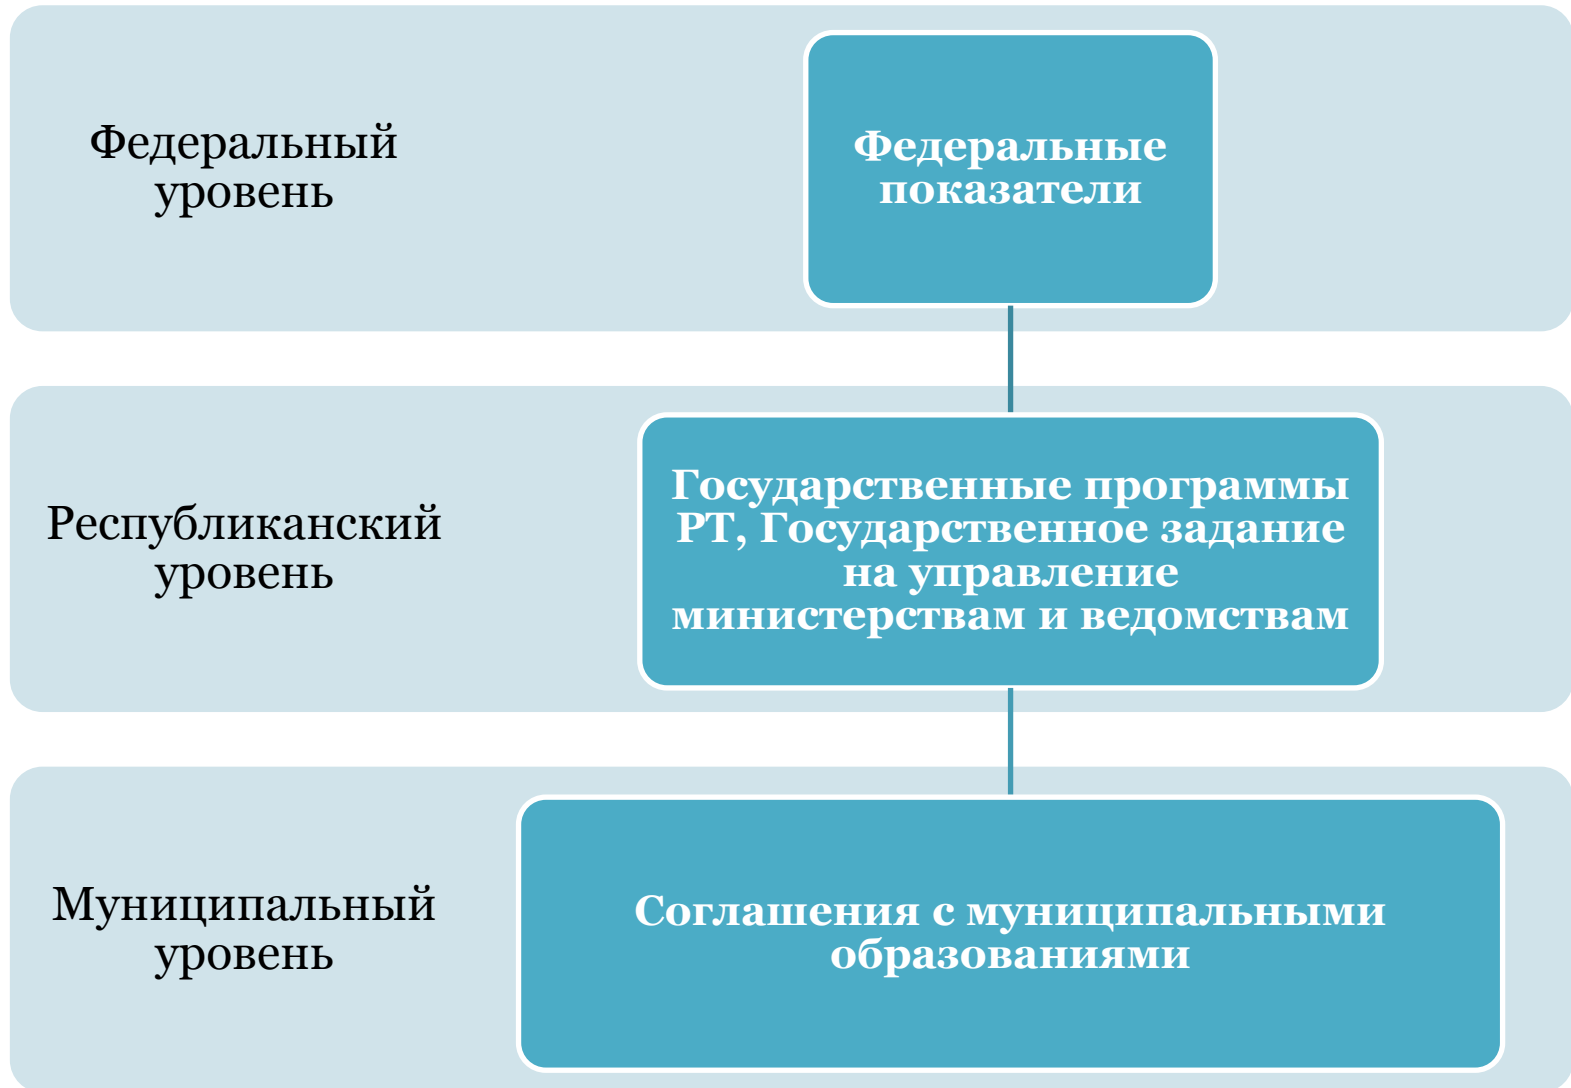 Федеральный
уровень
Федеральные
показатели
Республиканский
уровень
Государственные программы
РТ, Государственное задание
на управление
министерствам и ведомствам
Муниципальный
уровень
Соглашения с муниципальными
образованиями